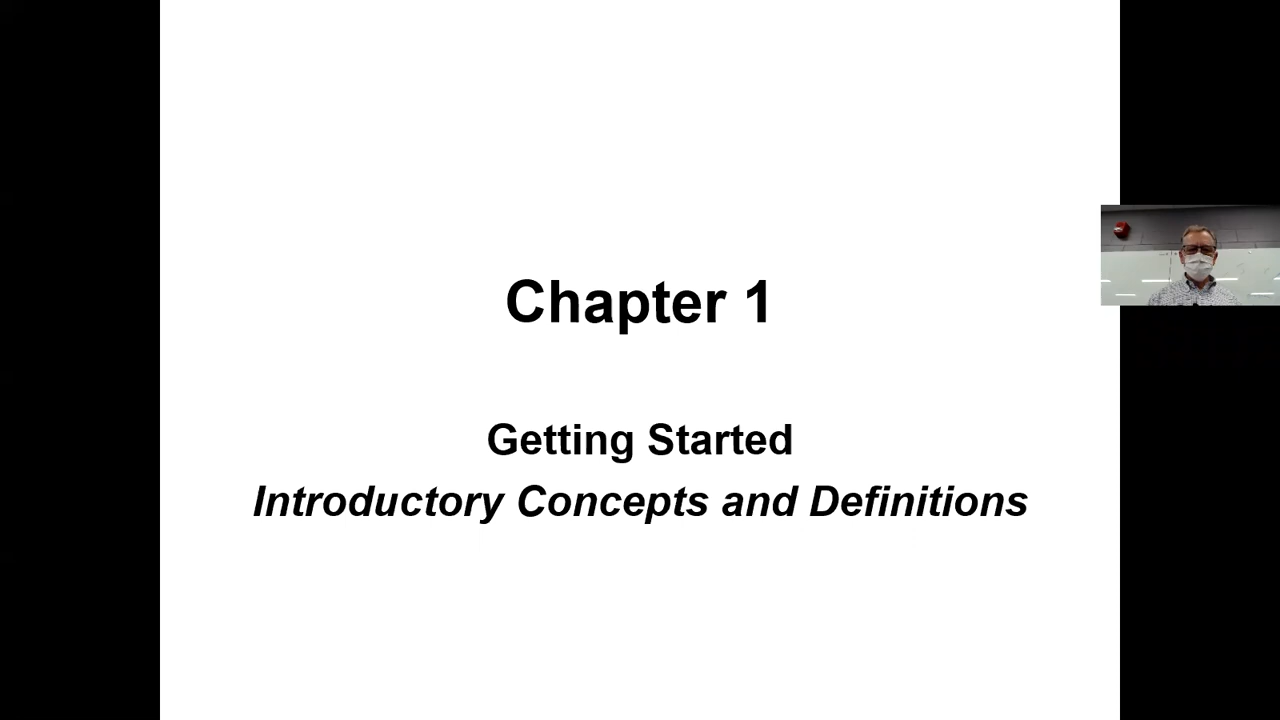 Chapter 1
Getting Started
Introductory Concepts and Definitions